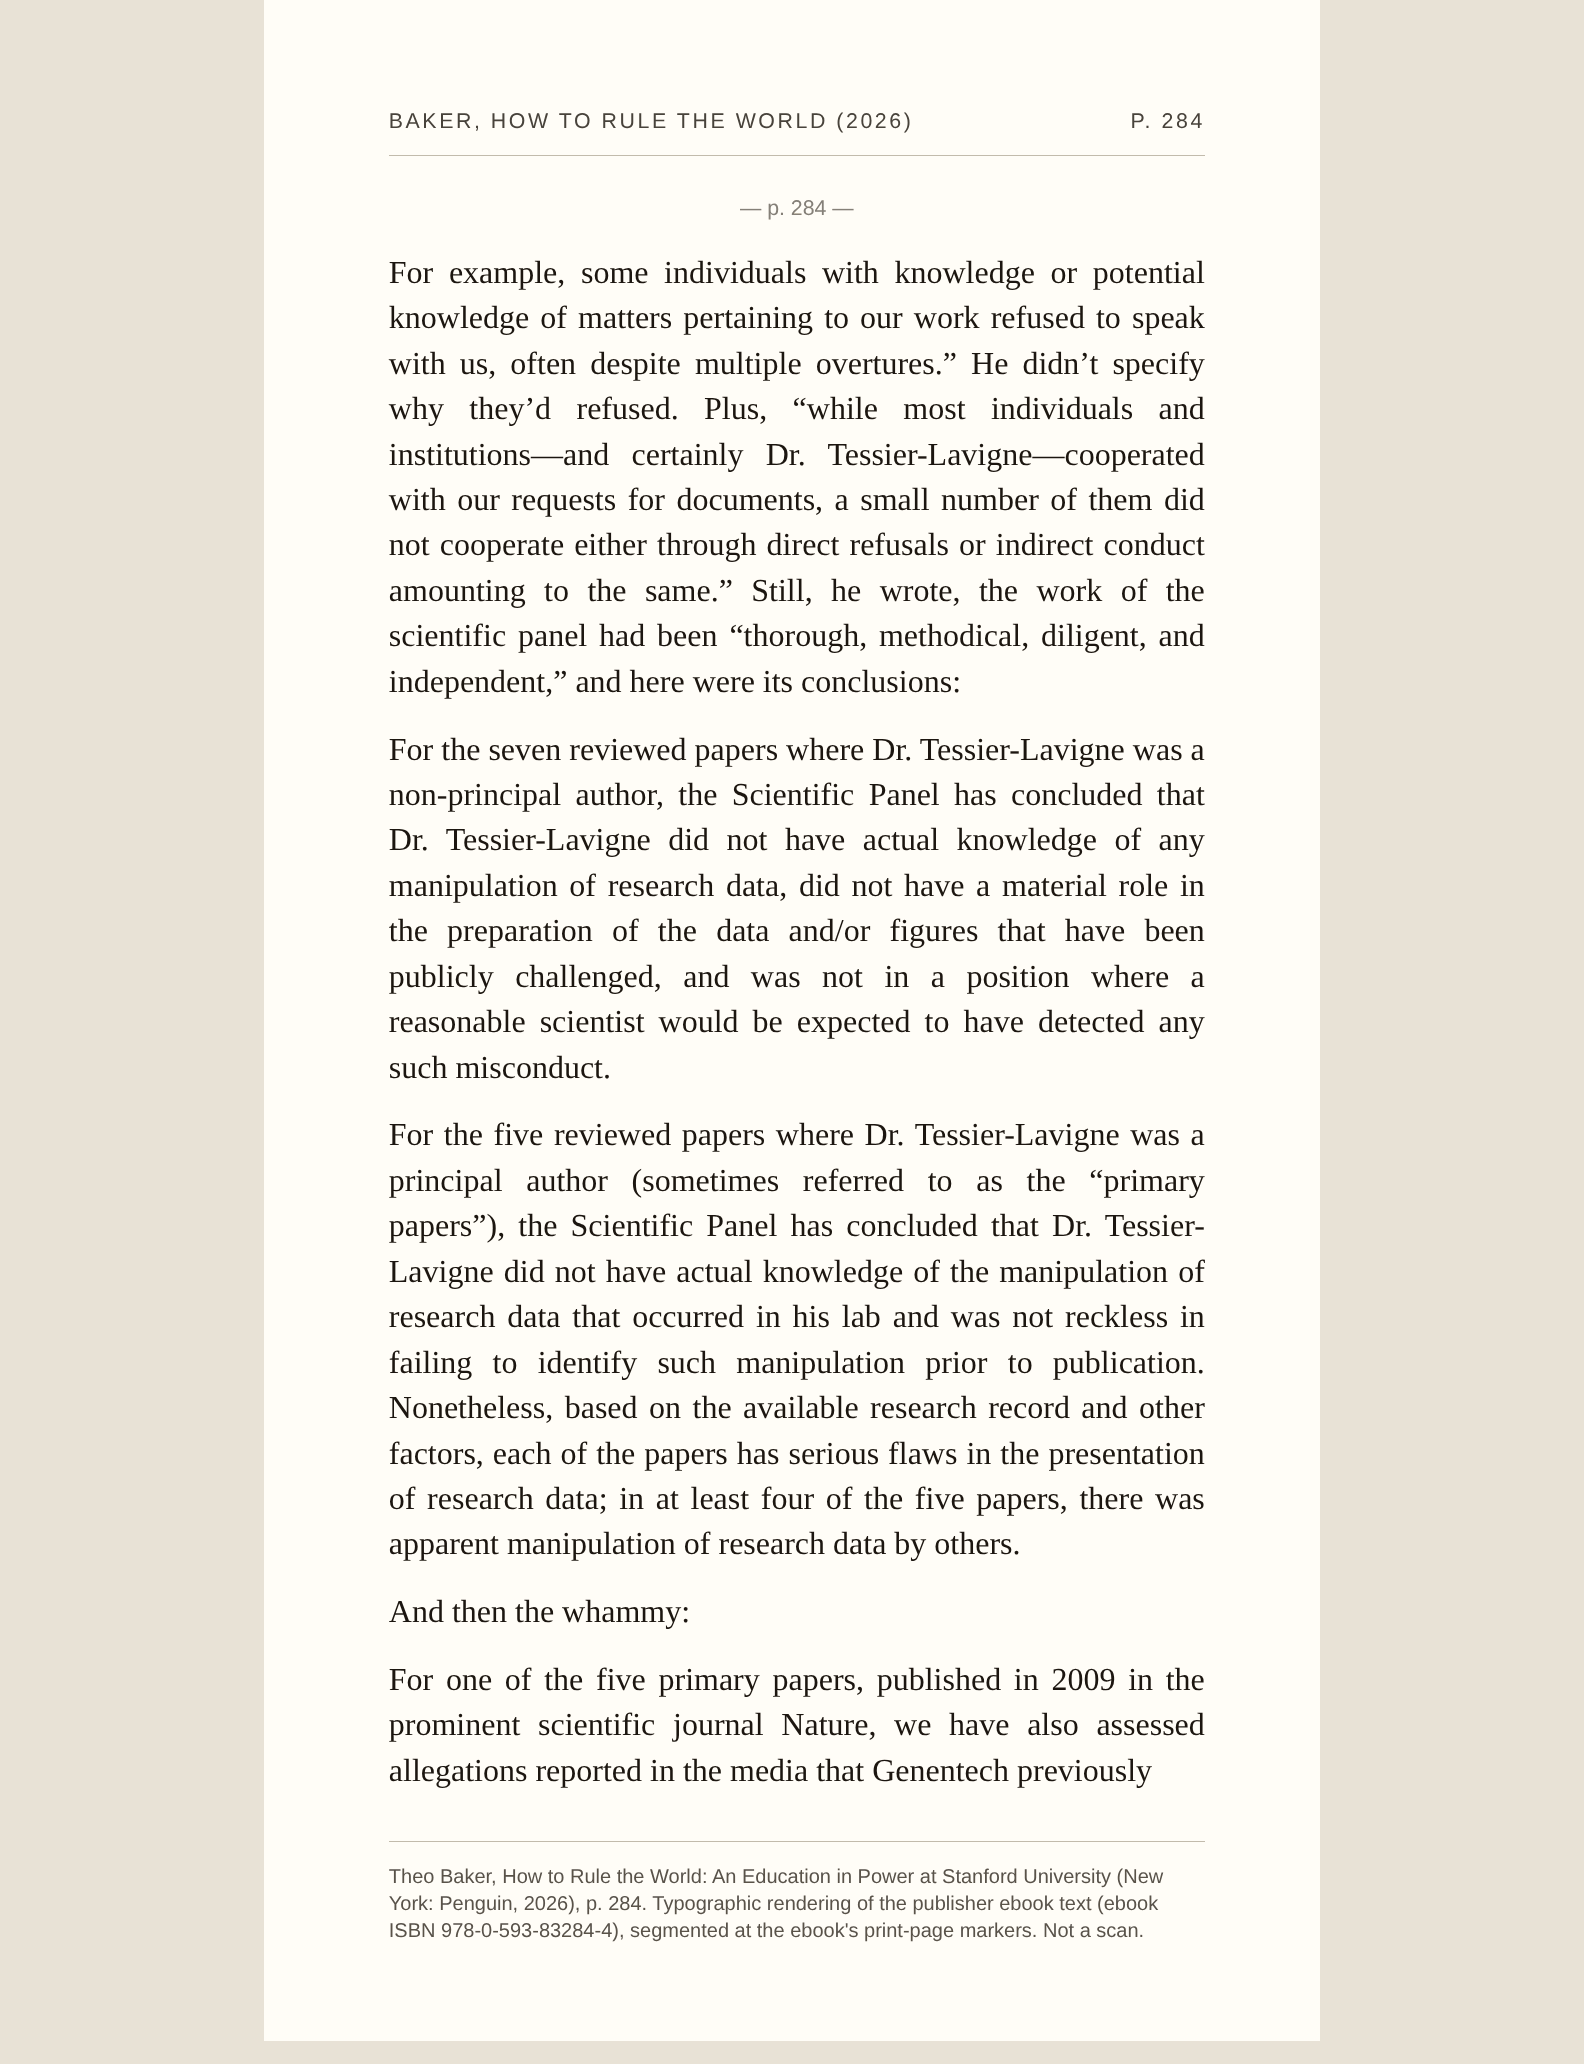 BAKER, HOW TO RULE THE WORLD (2026) P. 284
— p. 284 —
For example, some individuals with knowledge or potential
knowledge of matters pertaining to our work refused to speak
with us, often despite multiple overtures.” He didn’t specify
why they’d refused. Plus, “while most individuals and
institutions—and certainly Dr. Tessier-Lavigne—cooperated
with our requests for documents, a small number of them did
not cooperate either through direct refusals or indirect conduct
amounting to the same.” Still, he wrote, the work of the
scientific panel had been “thorough, methodical, diligent, and
independent,” and here were its conclusions:
For the seven reviewed papers where Dr. Tessier-Lavigne was a
non-principal author, the Scientific Panel has concluded that
Dr. Tessier-Lavigne did not have actual knowledge of any
manipulation of research data, did not have a material role in
the preparation of the data and/or figures that have been
publicly challenged, and was not in a position where a
reasonable scientist would be expected to have detected any
such misconduct.
For the five reviewed papers where Dr. Tessier-Lavigne was a
principal author (sometimes referred to as the “primary
papers”), the Scientific Panel has concluded that Dr. Tessier-
Lavigne did not have actual knowledge of the manipulation of
research data that occurred in his lab and was not reckless in
failing to identify such manipulation prior to publication.
Nonetheless, based on the available research record and other
factors, each of the papers has serious flaws in the presentation
of research data; in at least four of the five papers, there was
apparent manipulation of research data by others.
And then the whammy:
For one of the five primary papers, published in 2009 in the
prominent scientific journal Nature, we have also assessed
allegations reported in the media that Genentech previously
Theo Baker, How to Rule the World: An Education in Power at Stanford University (New
York: Penguin, 2026), p. 284. Typographic rendering of the publisher ebook text (ebook
ISBN 978-0-593-83284-4), segmented at the ebook's print-page markers. Not a scan.